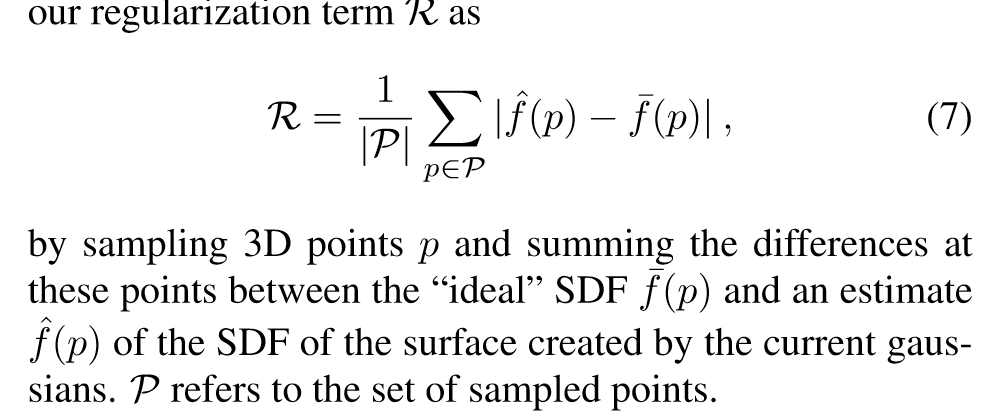 our regularization term $\mathcal{R}$ as
$$\mathcal{R} = \frac{1}{|\mathcal{P}|} \sum_{p \in \mathcal{P}} |\hat{f}(p) - \bar{f}(p)| \, , \quad (7)$$
by sampling 3D points $p$ and summing the differences at
these points between the “ideal” SDF $\bar{f}(p)$ and an estimate
$\hat{f}(p)$ of the SDF of the surface created by the current gaus-
sians. $\mathcal{P}$ refers to the set of sampled points.